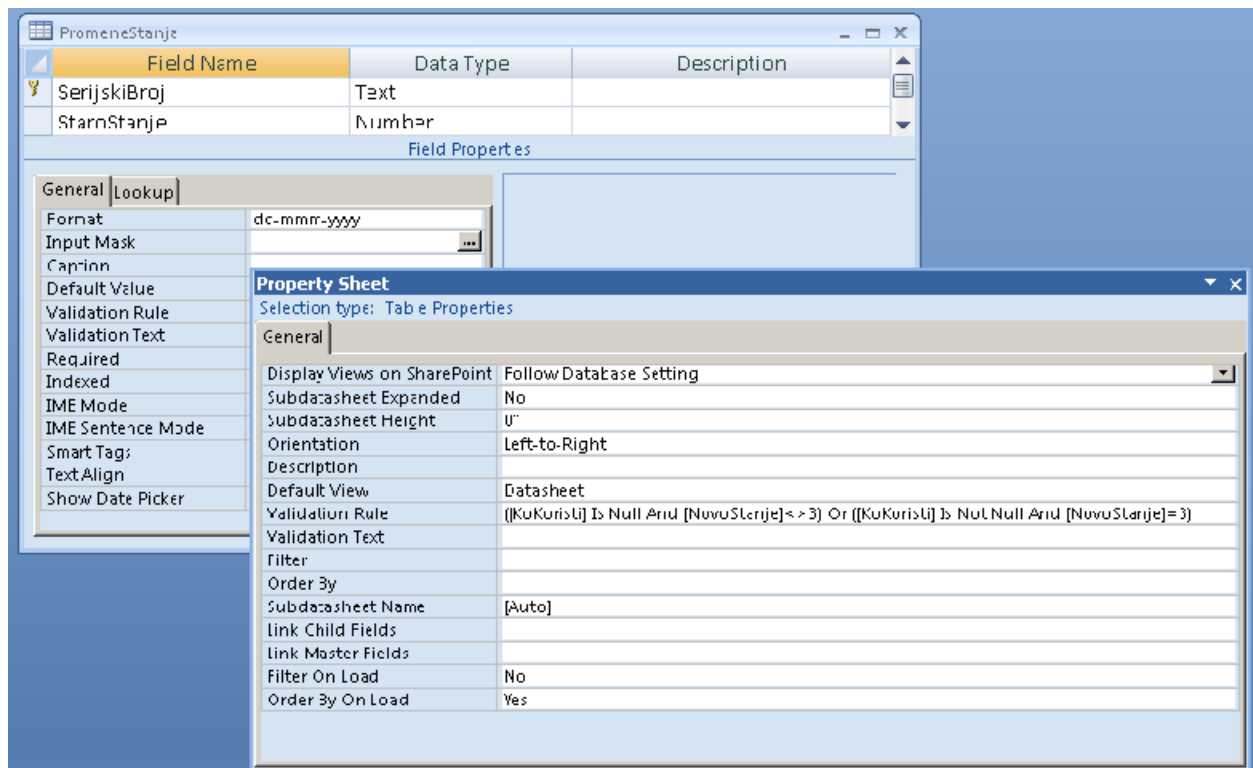 PromeneStanja
Field Name Data Type Description
SerijskiBroj Text
StaroStanje Number
Field Properties
General Lookup
Format dd-mmm-yyyy
Input Mask ...
Caption
Default Value
Validation Rule
Validation Text
Required
Indexed
IME Mode
IME Sentence Mode
Smart Tags
Text Align
Show Date Picker
Property Sheet
Selection type: Table Properties
General
Display Views on SharePoint Follow Database Setting
Subdatasheet Expanded No
Subdatasheet Height 0"
Orientation Left-to-Right
Description
Default View Datasheet
Validation Rule ([KoKoristi] Is Null And [NovoStanje]<>3) Or ([KoKoristi] Is Not Null And [NovoStanje]=3)
Validation Text
Filter
Order By
Subdatasheet Name [Auto]
Link Child Fields
Link Master Fields
Filter On Load No
Order By On Load Yes